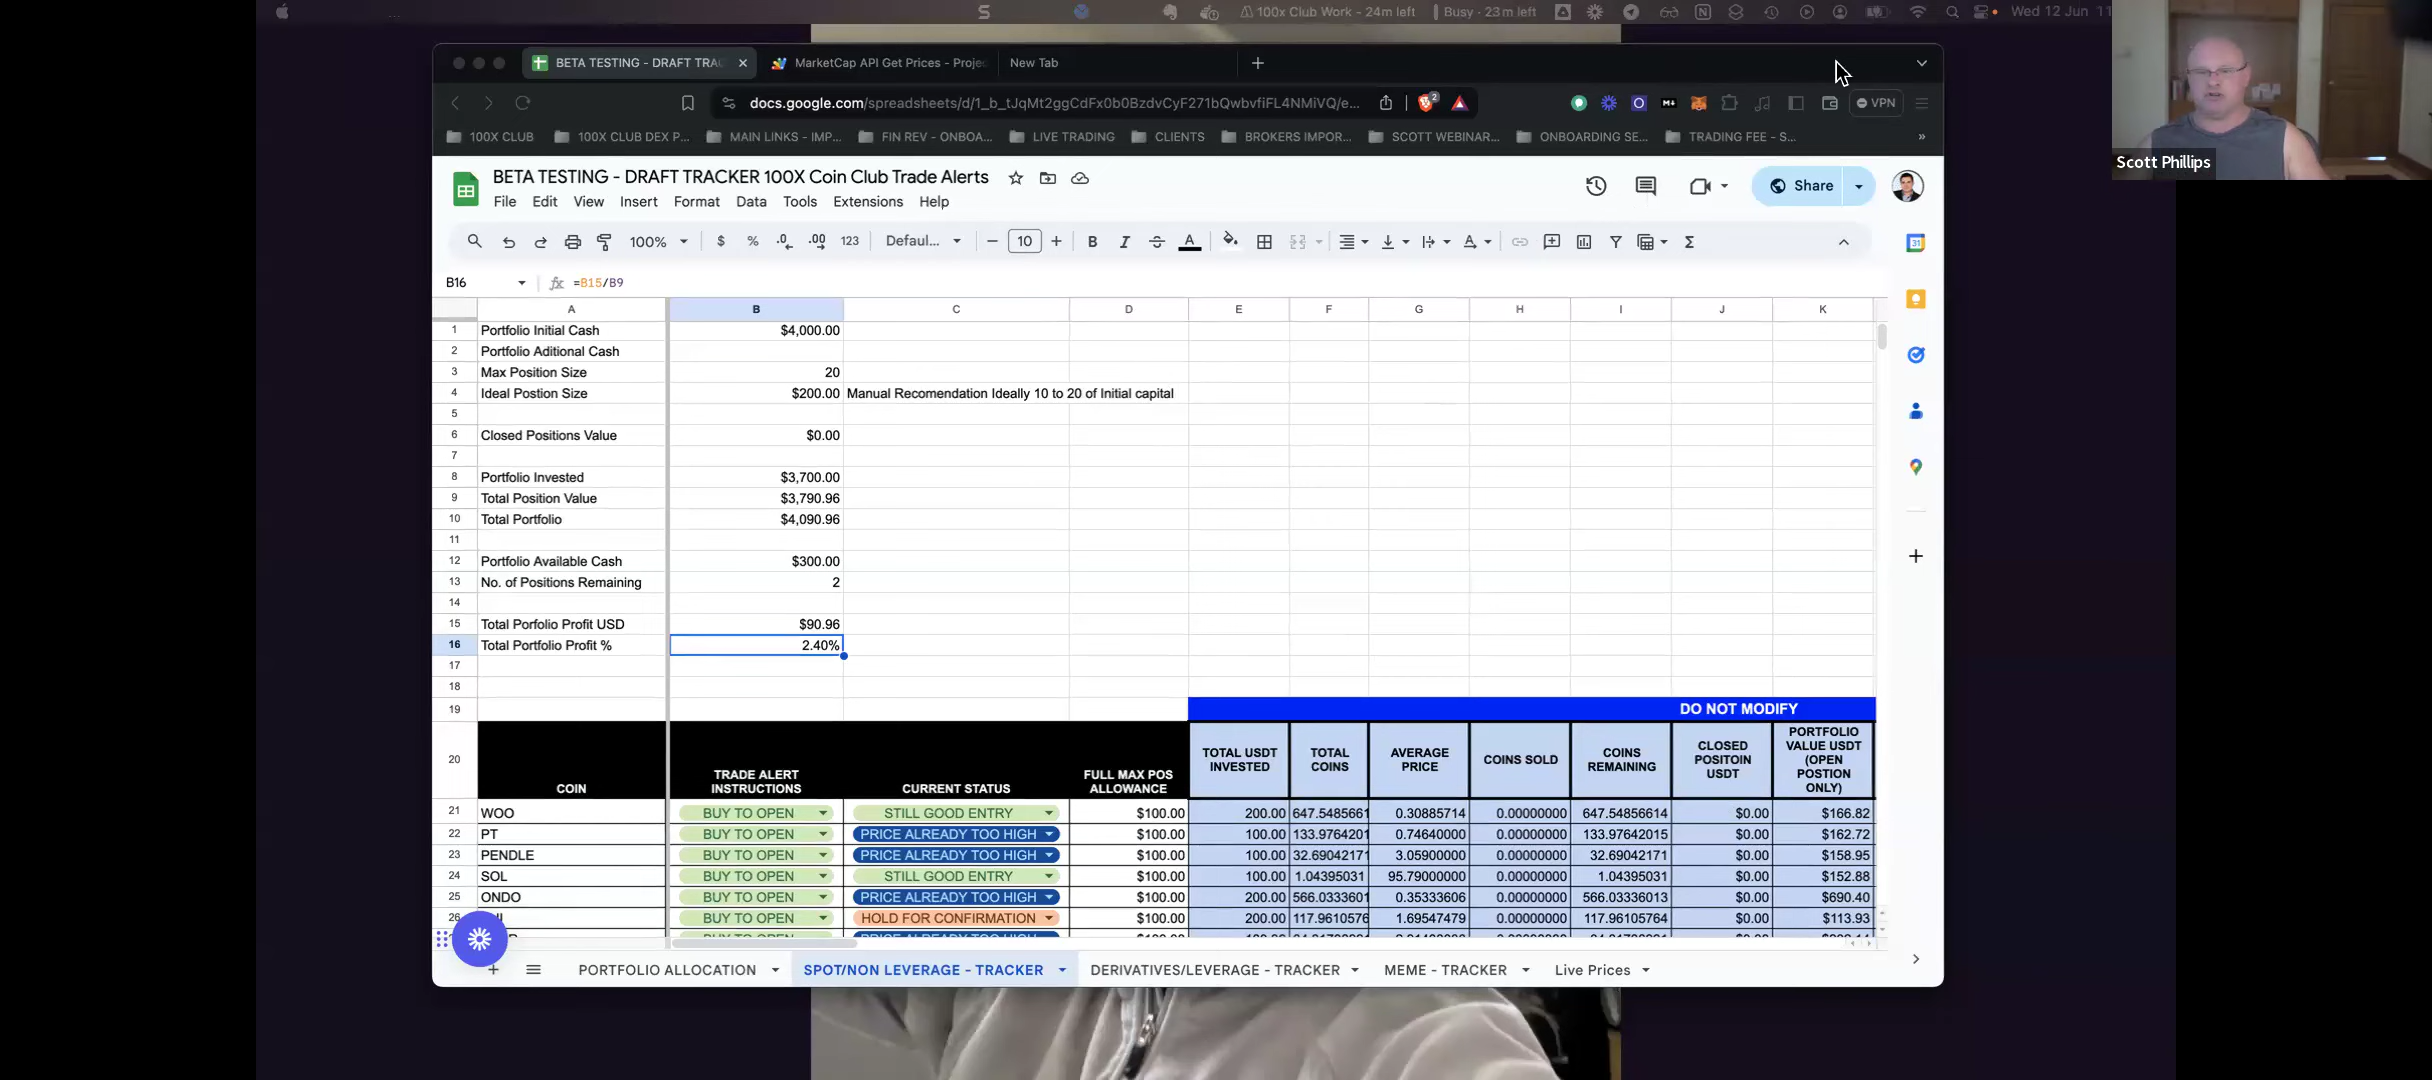 100x Club Work - 24m left
Busy - 23m left
Wed 12 Jun 11
BETA TESTING - DRAFT TRA
MarketCap API Get Prices - Proje
New Tab
docs.google.com/spreadsheets/d/1_b_tJqMt2ggCdFx0b0BzdvCyF271bQwbvfiFL4NMiVQ/e...
2
VPN
100X CLUB
100X CLUB DEX P...
MAIN LINKS - IMP...
FIN REV - ONBOA...
LIVE TRADING
CLIENTS
BROKERS IMPOR...
SCOTT WEBINAR...
ONBOARDING SE...
TRADING FEE - S...
Scott Phillips
BETA TESTING - DRAFT TRACKER 100X Coin Club Trade Alerts
Share
File Edit View Insert Format Data Tools Extensions Help
100% $ % .0 .00 123 Defaul... 10 B I A
B16 =B15/B9
A B C D E F G H I J K
1 Portfolio Initial Cash $4,000.00
2 Portfolio Aditional Cash
3 Max Position Size 20
4 Ideal Postion Size $200.00 Manual Recomendation Ideally 10 to 20 of Initial capital
5
6 Closed Positions Value $0.00
7
8 Portfolio Invested $3,700.00
9 Total Position Value $3,790.96
10 Total Portfolio $4,090.96
11
12 Portfolio Available Cash $300.00
13 No. of Positions Remaining 2
14
15 Total Porfolio Profit USD $90.96
16 Total Portfolio Profit % 2.40%
17
18
19 DO NOT MODIFY
20 COIN TRADE ALERT INSTRUCTIONS CURRENT STATUS FULL MAX POS ALLOWANCE TOTAL USDT INVESTED TOTAL COINS AVERAGE PRICE COINS SOLD COINS REMAINING CLOSED POSITOIN USDT PORTFOLIO VALUE USDT (OPEN POSTION ONLY)
21 WOO BUY TO OPEN STILL GOOD ENTRY $100.00 200.00 647.5485661 0.30885714 0.00000000 647.54856614 $0.00 $166.82
22 PT BUY TO OPEN PRICE ALREADY TOO HIGH $100.00 100.00 133.9764201 0.74640000 0.00000000 133.97642015 $0.00 $162.72
23 PENDLE BUY TO OPEN PRICE ALREADY TOO HIGH $100.00 100.00 32.69042171 3.05900000 0.00000000 32.69042171 $0.00 $158.95
24 SOL BUY TO OPEN STILL GOOD ENTRY $100.00 100.00 1.04395031 95.79000000 0.00000000 1.04395031 $0.00 $152.88
25 ONDO BUY TO OPEN PRICE ALREADY TOO HIGH $100.00 200.00 566.0333601 0.35333606 0.00000000 566.03336013 $0.00 $690.40
26 BUY TO OPEN HOLD FOR CONFIRMATION $100.00 200.00 117.9610576 1.69547479 0.00000000 117.96105764 $0.00 $113.93
PORTFOLIO ALLOCATION
SPOT/NON LEVERAGE - TRACKER
DERIVATIVES/LEVERAGE - TRACKER
MEME - TRACKER
Live Prices